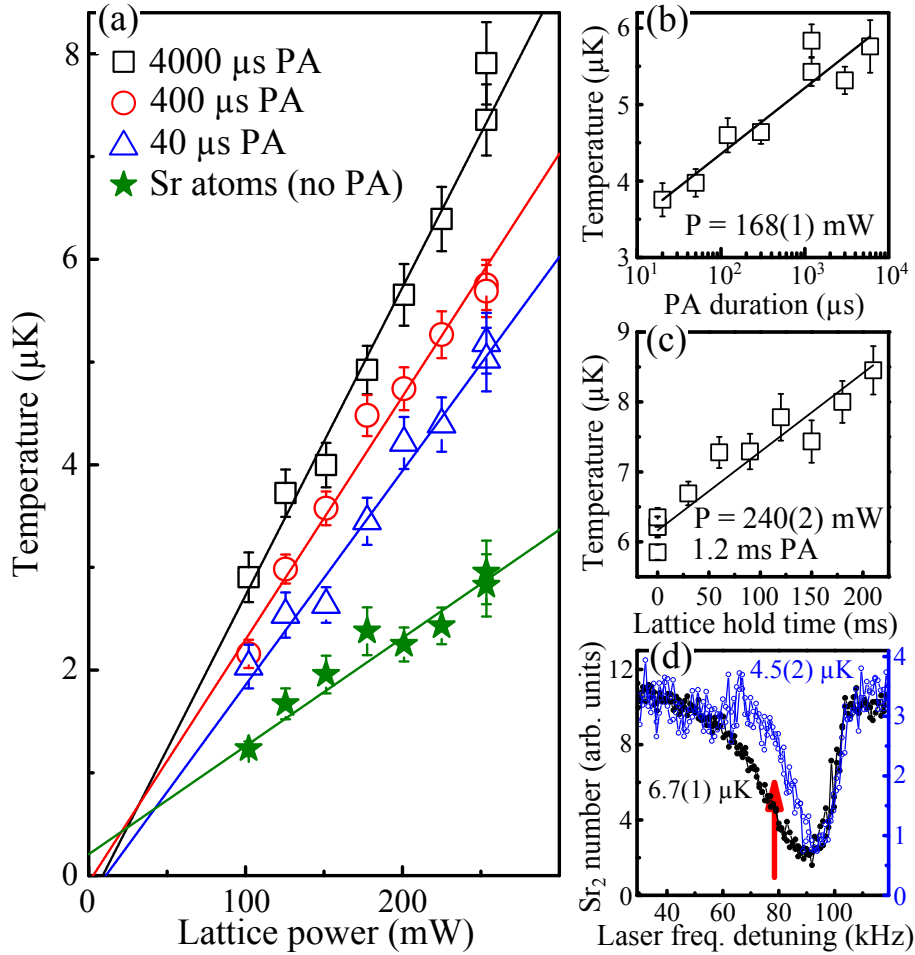 (a)
4000 µs PA
400 µs PA
40 µs PA
Sr atoms (no PA)
Temperature (µK)
8
6
4
2
0
0 100 200
Lattice power (mW)
(b)
Temperature (µK)
6
5
4
3
P = 168(1) mW
10¹ 10² 10³ 10⁴
PA duration (µs)
(c)
Temperature (µK)
9
8
7
6
P = 240(2) mW
1.2 ms PA
0 50 100 150 200
Lattice hold time (ms)
(d)
Sr₂ number (arb. units)
12
8
4
0
4.5(2) µK
6.7(1) µK
4
3
2
1
0
40 60 80 100
Laser freq. detuning (kHz)